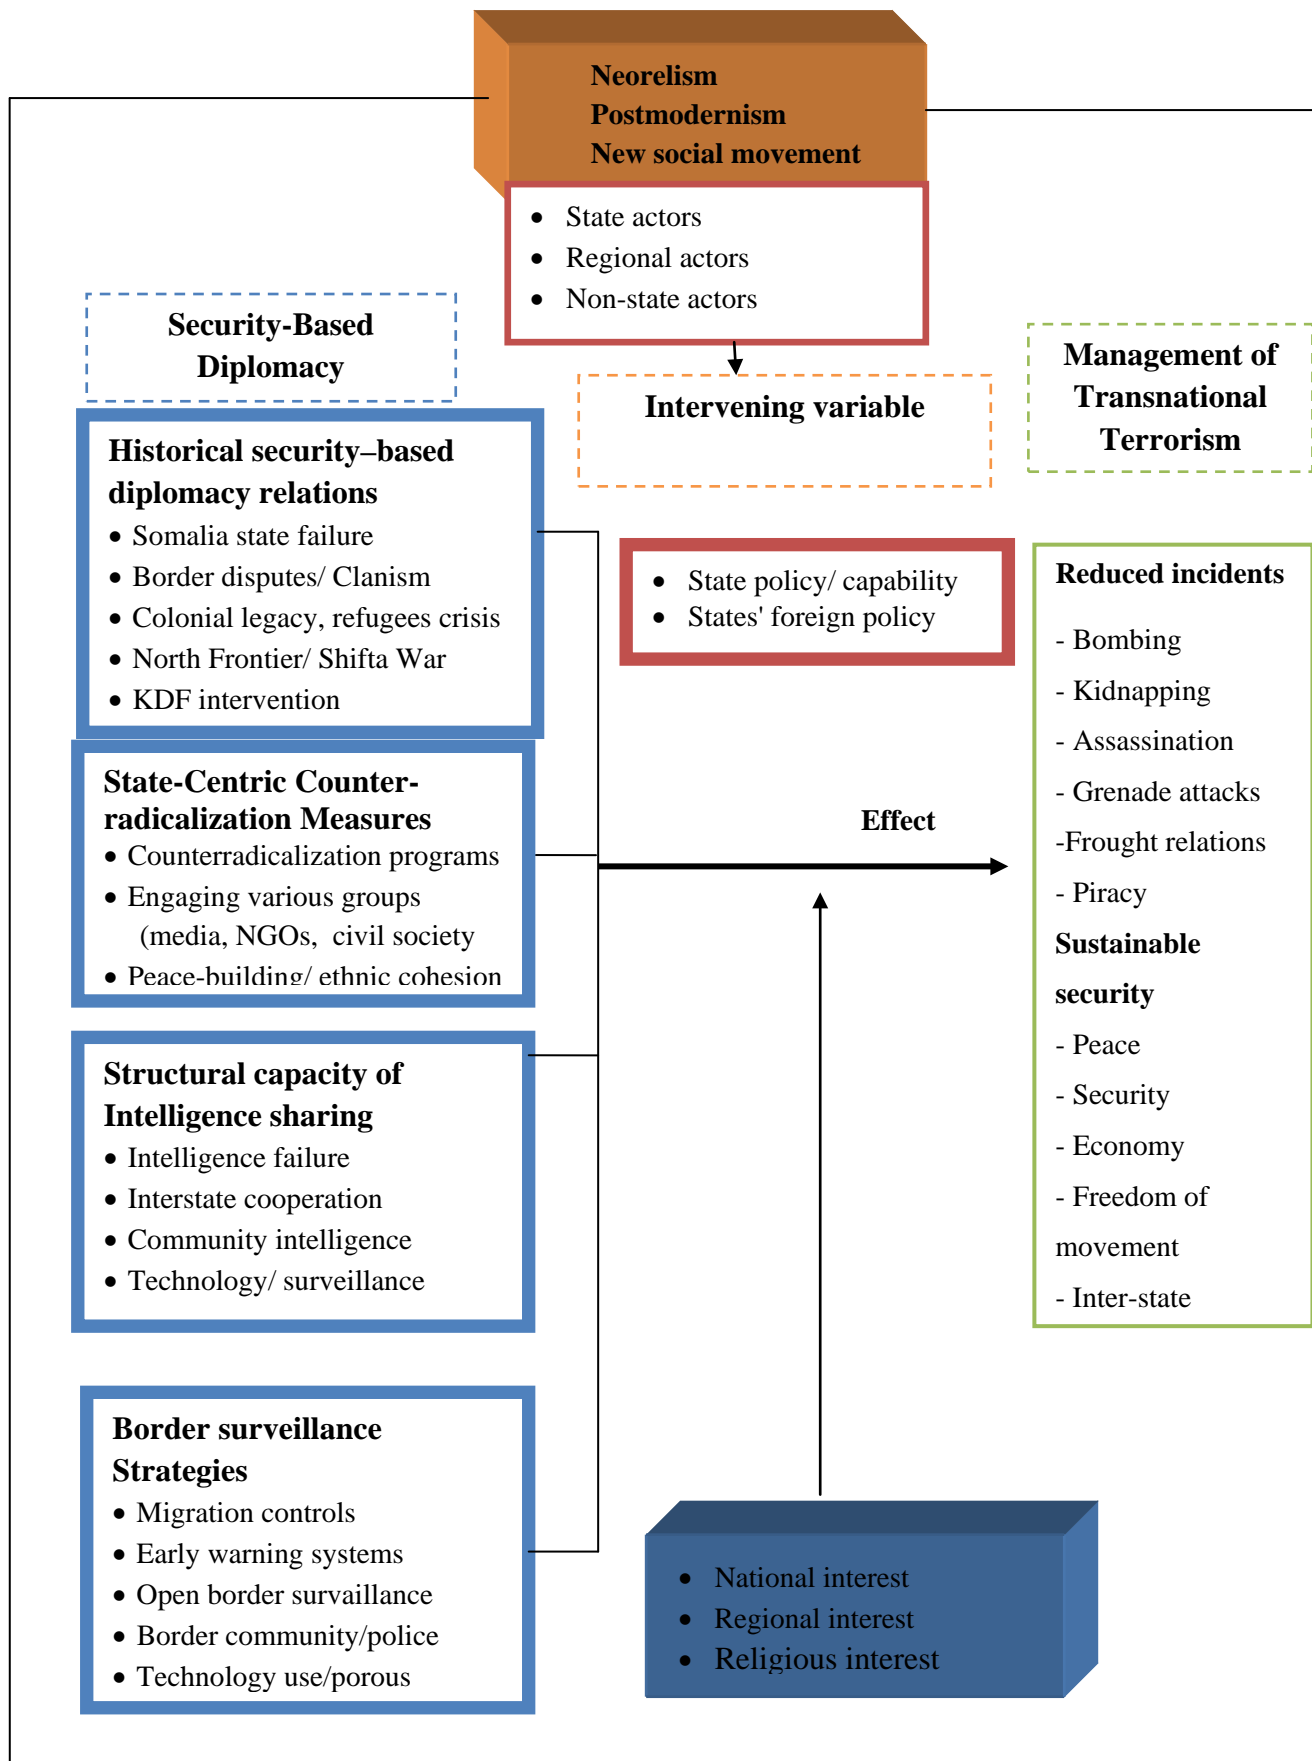 Neorelism
Postmodernism
New social movement
• State actors
• Regional actors
• Non-state actors
Security-Based
Diplomacy
Intervening variable
Management of
Transnational
Terrorism
Historical security–based
diplomacy relations
• Somalia state failure
• Border disputes/ Clanism
• Colonial legacy, refugees crisis
• North Frontier/ Shifta War
• KDF intervention
• State policy/ capability
• States' foreign policy
State-Centric Counter-
radicalization Measures
• Counterradicalization programs
• Engaging various groups
(media, NGOs, civil society
• Peace-building/ ethnic cohesion
Effect
Structural capacity of
Intelligence sharing
• Intelligence failure
• Interstate cooperation
• Community intelligence
• Technology/ surveillance
Border surveillance
Strategies
• Migration controls
• Early warning systems
• Open border survaillance
• Border community/police
• Technology use/porous
• National interest
• Regional interest
• Religious interest
Reduced incidents
- Bombing
- Kidnapping
- Assassination
- Grenade attacks
-Frought relations
- Piracy
Sustainable
security
- Peace
- Security
- Economy
- Freedom of
movement
- Inter-state